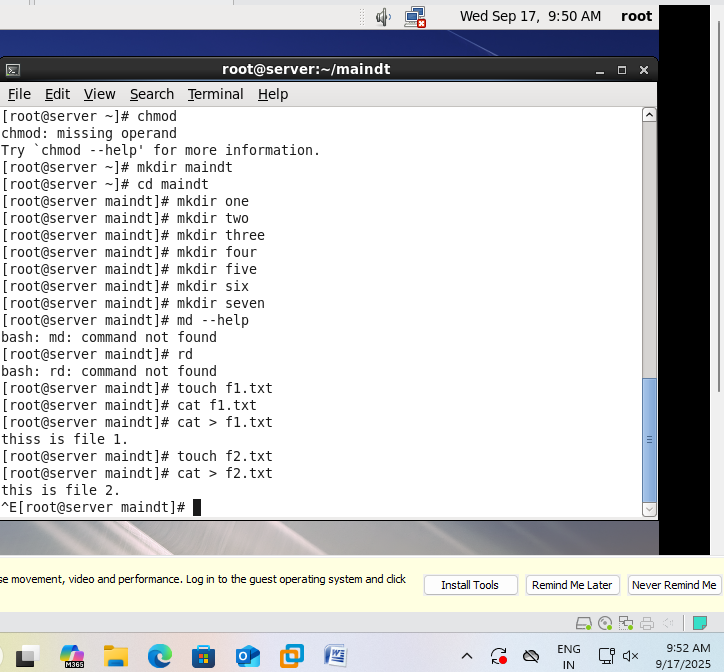 Wed Sep 17, 9:50 AM root
root@server:~/maindt
File Edit View Search Terminal Help
[root@server ~]# chmod
chmod: missing operand
Try `chmod --help' for more information.
[root@server ~]# mkdir maindt
[root@server ~]# cd maindt
[root@server maindt]# mkdir one
[root@server maindt]# mkdir two
[root@server maindt]# mkdir three
[root@server maindt]# mkdir four
[root@server maindt]# mkdir five
[root@server maindt]# mkdir six
[root@server maindt]# mkdir seven
[root@server maindt]# md --help
bash: md: command not found
[root@server maindt]# rd
bash: rd: command not found
[root@server maindt]# touch f1.txt
[root@server maindt]# cat f1.txt
[root@server maindt]# cat > f1.txt
thiss is file 1.
[root@server maindt]# touch f2.txt
[root@server maindt]# cat > f2.txt
this is file 2.
^E[root@server maindt]#
se movement, video and performance. Log in to the guest operating system and click
Install Tools Remind Me Later Never Remind Me
M365
ENG
IN
9:52 AM
9/17/2025